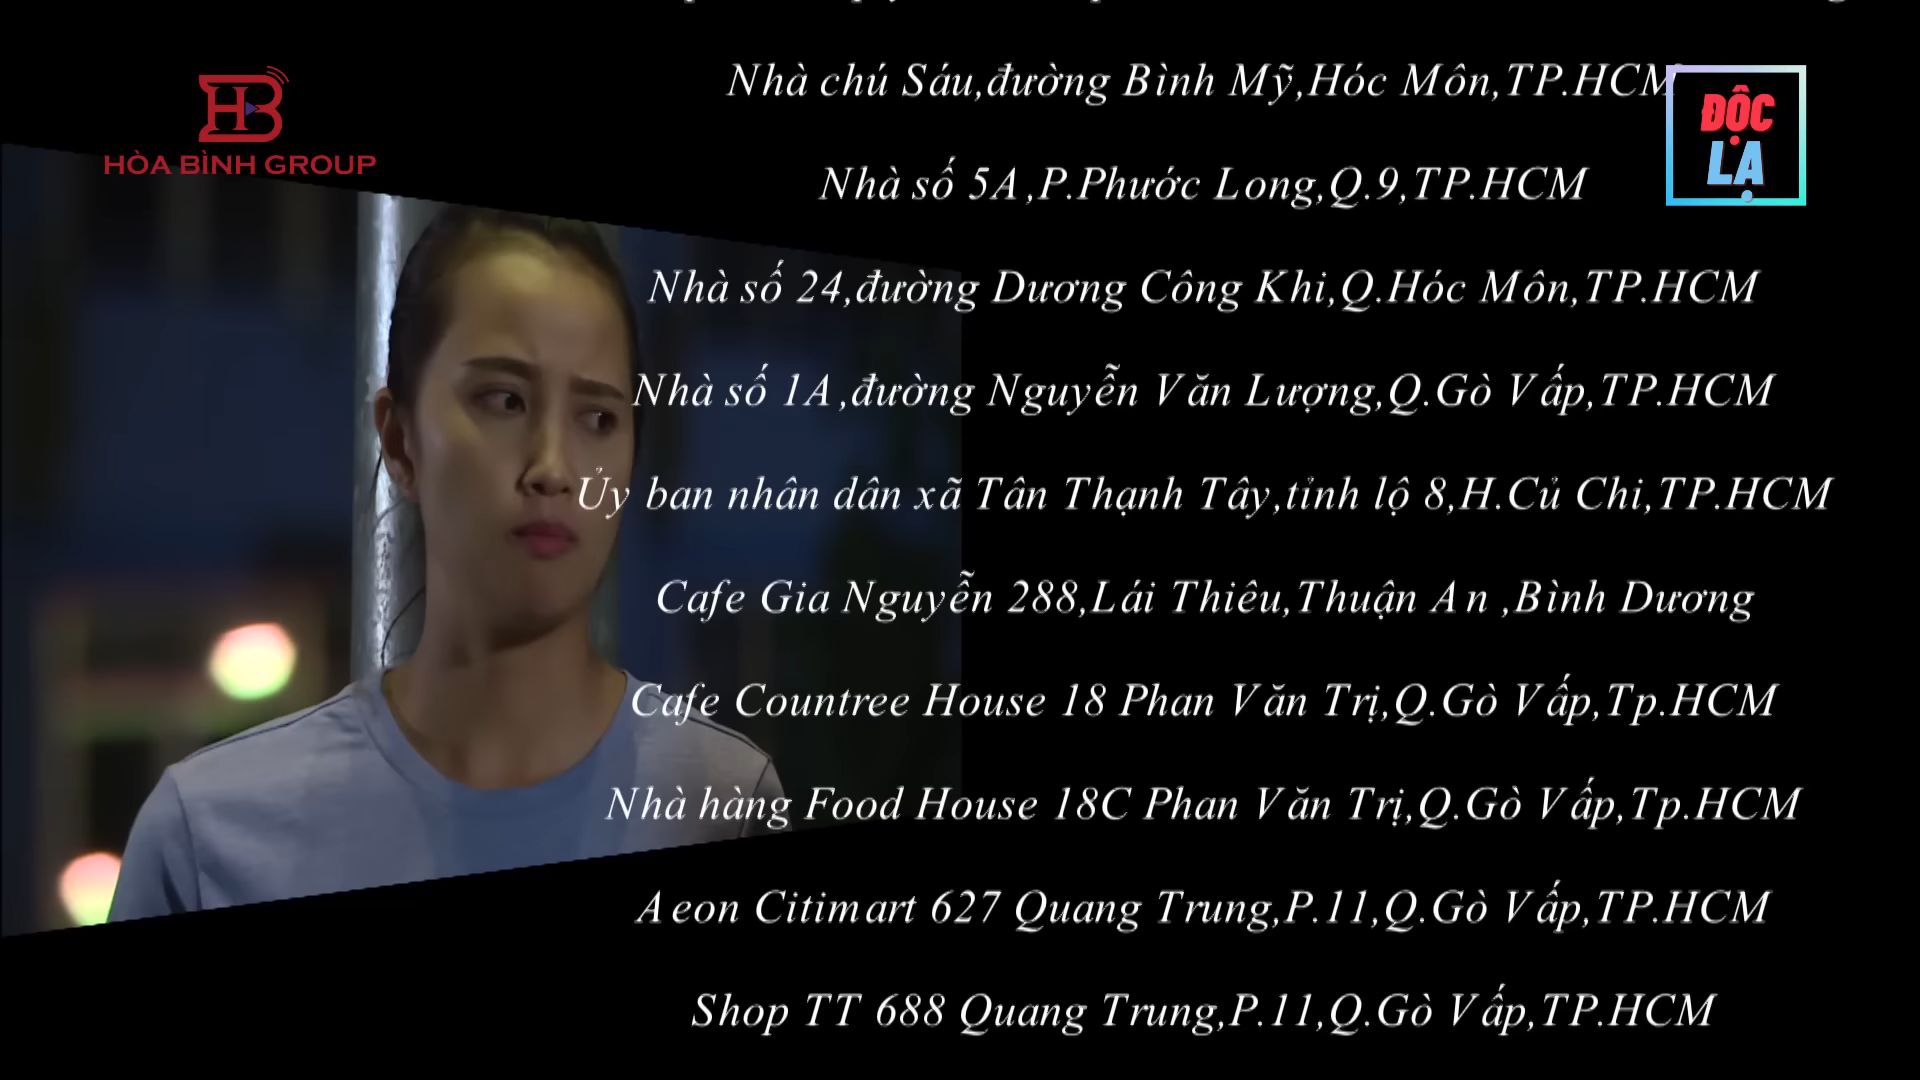 Nhà chú Sáu,đường Bình Mỹ,Hóc Môn,TP.HCM
HB
HÒA BÌNH GROUP
ĐỘC
LẠ
Nhà số 5A,P.Phước Long,Q.9,TP.HCM
Nhà số 24,đường Dương Công Khi,Q.Hóc Môn,TP.HCM
Nhà số 1A,đường Nguyễn Văn Lượng,Q.Gò Vấp,TP.HCM
Ủy ban nhân dân xã Tân Thạnh Tây,tỉnh lộ 8,H.Củ Chi,TP.HCM
Cafe Gia Nguyễn 288,Lái Thiêu,Thuận An ,Bình Dương
Cafe Countree House 18 Phan Văn Trị,Q.Gò Vấp,Tp.HCM
Nhà hàng Food House 18C Phan Văn Trị,Q.Gò Vấp,Tp.HCM
Aeon Citimart 627 Quang Trung,P.11,Q.Gò Vấp,TP.HCM
Shop TT 688 Quang Trung,P.11,Q.Gò Vấp,TP.HCM